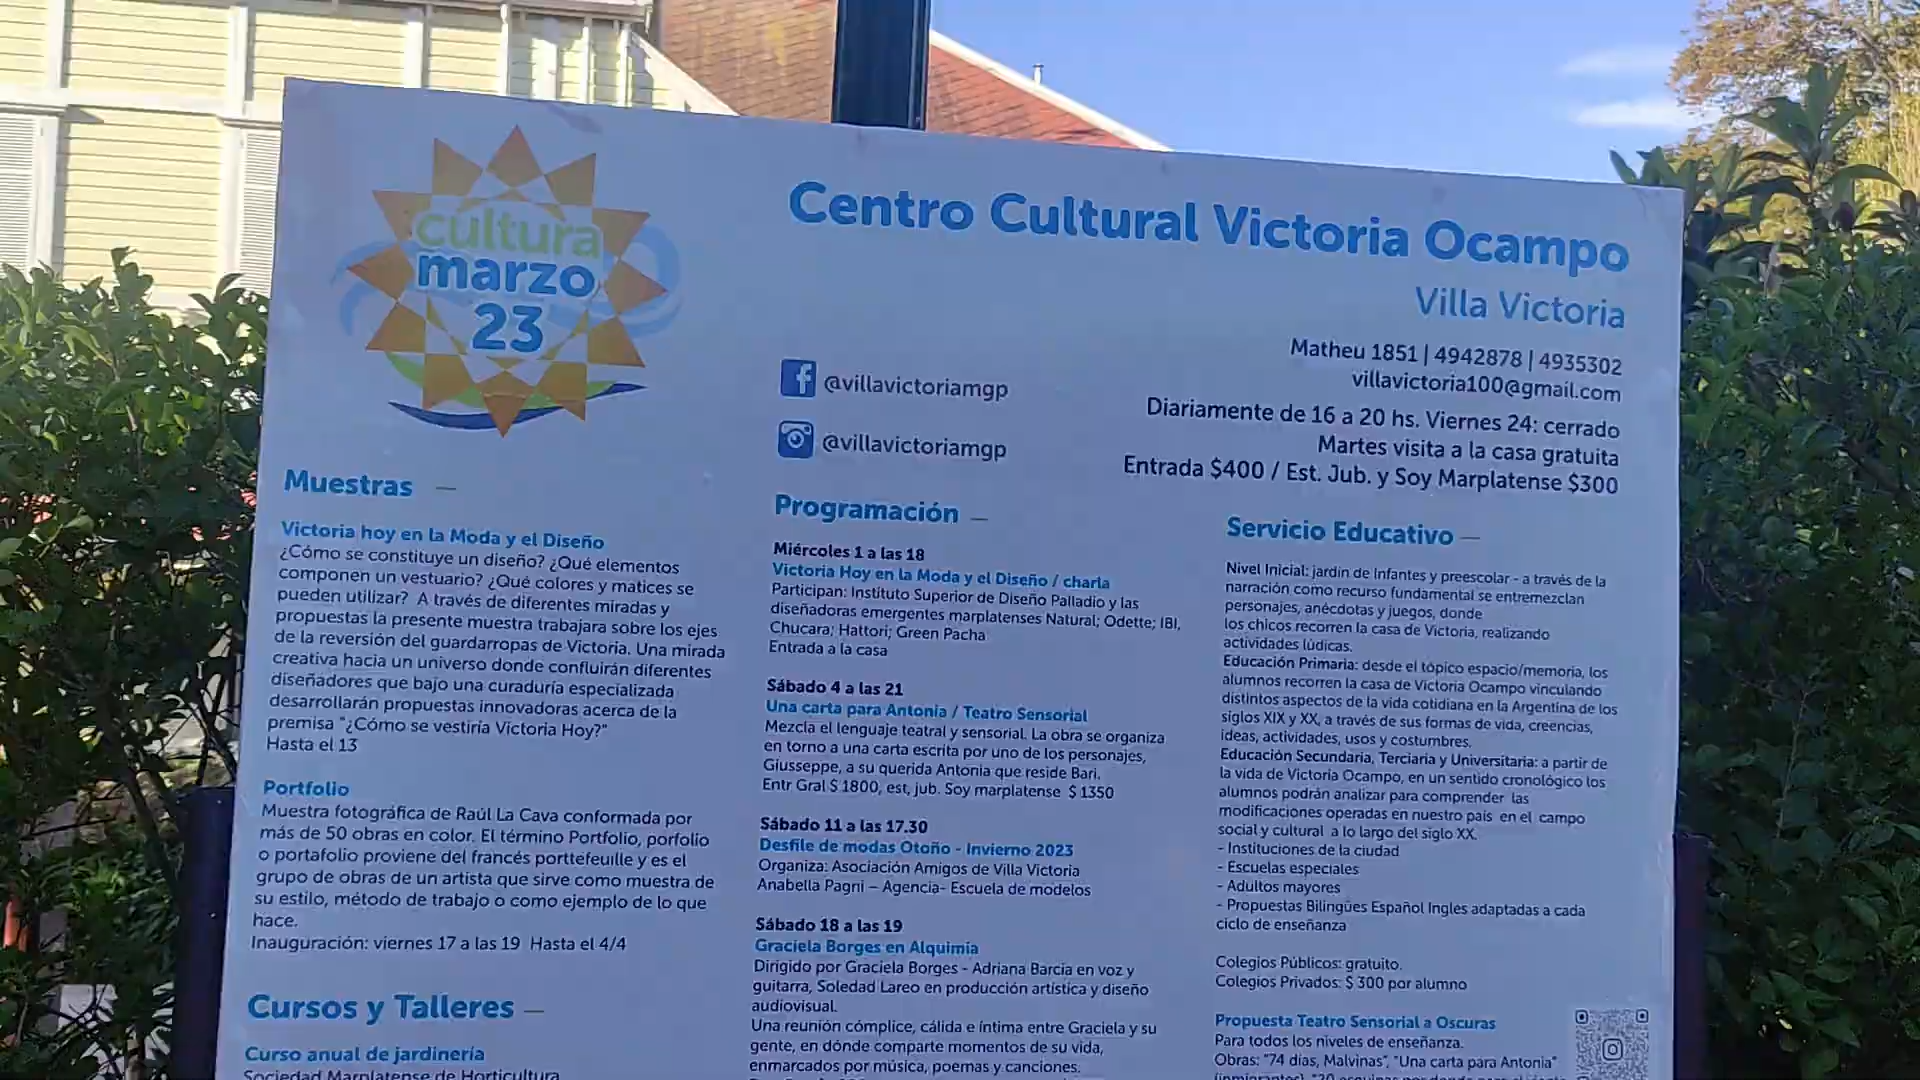 cultura
marzo
23
Centro Cultural Victoria Ocampo
Villa Victoria
Matheu 1851 | 4942878 | 4935302
villavictoria100@gmail.com
Diariamente de 16 a 20 hs. Viernes 24: cerrado
Martes visita a la casa gratuita
Entrada $400 / Est. Jub. y Soy Marplatense $300
@villavictoriamgp
@villavictoriamgp
Muestras
Victoria hoy en la Moda y el Diseño
¿Cómo se constituye un diseño? ¿Qué elementos
componen un vestuario? ¿Qué colores y matices se
pueden utilizar? A través de diferentes miradas y
propuestas la presente muestra trabajara sobre los ejes
de la reversión del guardarropas de Victoria. Una mirada
creativa hacia un universo donde confluirán diferentes
diseñadores que bajo una curaduría especializada
desarrollarán propuestas innovadoras acerca de la
premisa "¿Cómo se vestiría Victoria Hoy?"
Hasta el 13
Portfolio
Muestra fotográfica de Raúl La Cava conformada por
más de 50 obras en color. El término Portfolio, porfolio
o portafolio proviene del francés porttefeuille y es el
grupo de obras de un artista que sirve como muestra de
su estilo, método de trabajo o como ejemplo de lo que
hace.
Inauguración: viernes 17 a las 19 Hasta el 4/4
Cursos y Talleres
Curso anual de jardinería
Sociedad Marplatense de Horticultura
Programación
Miércoles 1 a las 18
Victoria Hoy en la Moda y el Diseño / charla
Participan: Instituto Superior de Diseño Palladio y las
diseñadoras emergentes marplatenses Natural; Odette; IBI,
Chucara; Hattori; Green Pacha
Entrada a la casa
Sábado 4 a las 21
Una carta para Antonia / Teatro Sensorial
Mezcla el lenguaje teatral y sensorial. La obra se organiza
en torno a una carta escrita por uno de los personajes,
Giusseppe, a su querida Antonia que reside Bari.
Entr Gral $ 1800, est, jub. Soy marplatense $ 1350
Sábado 11 a las 17.30
Desfile de modas Otoño - Invierno 2023
Organiza: Asociación Amigos de Villa Victoria
Anabella Pagni – Agencia- Escuela de modelos
Sábado 18 a las 19
Graciela Borges en Alquimia
Dirigido por Graciela Borges - Adriana Barcia en voz y
guitarra, Soledad Lareo en producción artística y diseño
audiovisual.
Una reunión cómplice, cálida e íntima entre Graciela y su
gente, en dónde comparte momentos de su vida,
enmarcados por música, poemas y canciones.
Servicio Educativo
Nivel Inicial: jardín de Infantes y preescolar - a través de la
narración como recurso fundamental se entremezclan
personajes, anécdotas y juegos, donde
los chicos recorren la casa de Victoria, realizando
actividades lúdicas.
Educación Primaria: desde el tópico espacio/memoria, los
alumnos recorren la casa de Victoria Ocampo vinculando
distintos aspectos de la vida cotidiana en la Argentina de los
siglos XIX y XX, a través de sus formas de vida, creencias,
ideas, actividades, usos y costumbres.
Educación Secundaria, Terciaria y Universitaria: a partir de
la vida de Victoria Ocampo, en un sentido cronológico los
alumnos podrán analizar para comprender las
modificaciones operadas en nuestro país en el campo
social y cultural a lo largo del siglo XX.
- Instituciones de la ciudad
- Escuelas especiales
- Adultos mayores
- Propuestas Bilingües Español Ingles adaptadas a cada
ciclo de enseñanza
Colegios Públicos: gratuito.
Colegios Privados: $ 300 por alumno
Propuesta Teatro Sensorial a Oscuras
Para todos los niveles de enseñanza.
Obras: "74 días, Malvinas", "Una carta para Antonia"